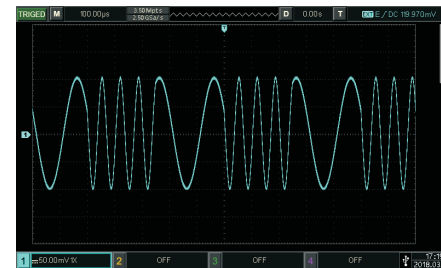 TRIGED M 100.00μs 3.50Mpts D 0.00s T EXT E/DC 119.970mV
2.50GSa/s
T
1
1 50.00mV 1X 2 OFF 3 OFF 4 OFF 17:
2018.03